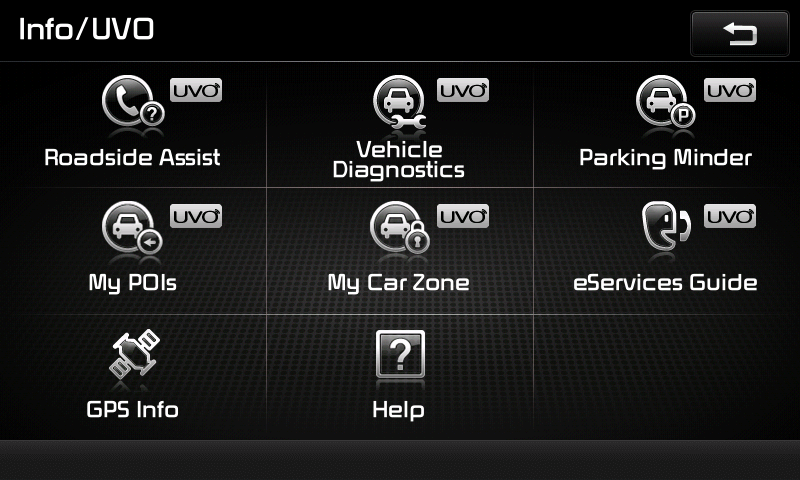 Info/UVO
UVO
UVO
UVO
?
P
Roadside Assist
Vehicle
Diagnostics
Parking Minder
UVO
UVO
UVO
My POIs
My Car Zone
eServices Guide
?
GPS Info
Help